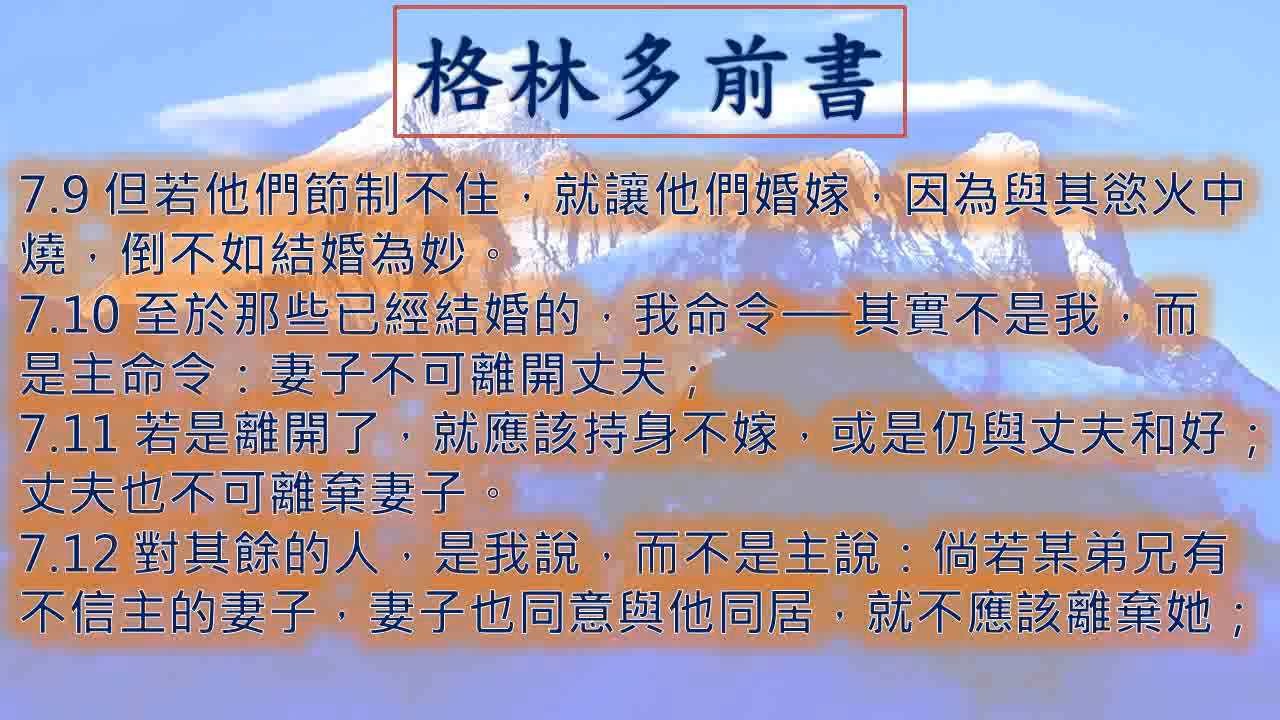 格林多前書
7.9 但若他們節制不住，就讓他們婚嫁，因為與其慾火中
燒，倒不如結婚為妙。
7.10 至於那些已經結婚的，我命令──其實不是我，而
是主命令：妻子不可離開丈夫；
7.11 若是離開了，就應該持身不嫁，或是仍與丈夫和好；
丈夫也不可離棄妻子。
7.12 對其餘的人，是我說，而不是主說：倘若某弟兄有
不信主的妻子，妻子也同意與他同居，就不應該離棄她；